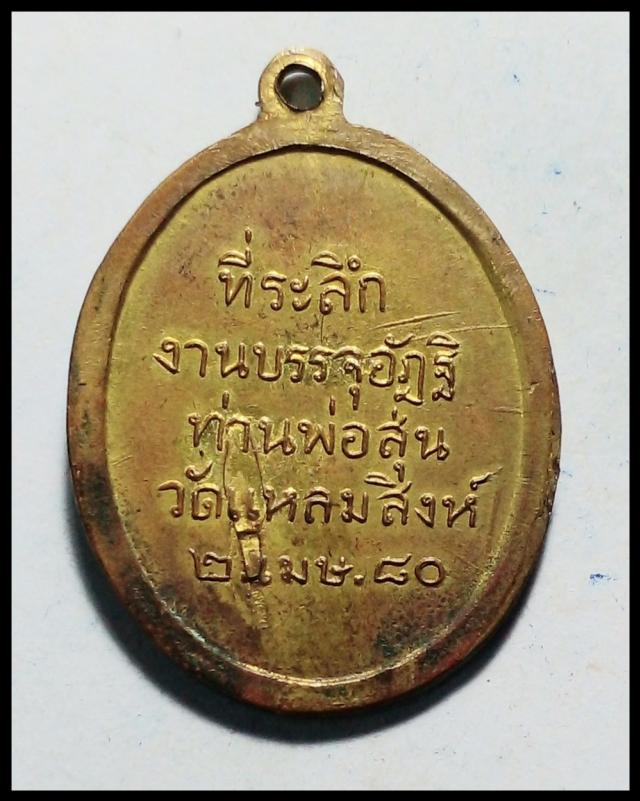 ที่ระลึก
งานบรรจุอัฏฐิ
ท่านพ่อสุ่น
วัดแหลมสิงห์
๒ เมษ.๘๐